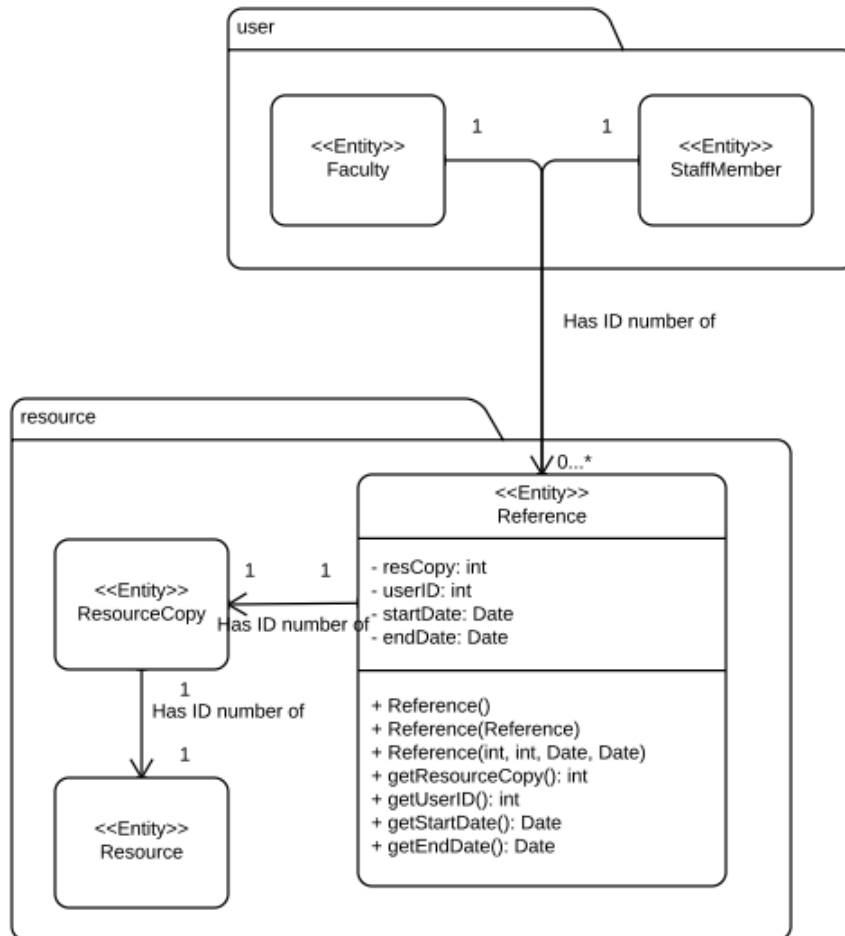 user
1
1
<<Entity>>
Faculty
<<Entity>>
StaffMember
Has ID number of
resource
0...*
<<Entity>>
Reference
- resCopy: int
- userID: int
- startDate: Date
- endDate: Date
+ Reference()
+ Reference(Reference)
+ Reference(int, int, Date, Date)
+ getResourceCopy(): int
+ getUserID(): int
+ getStartDate(): Date
+ getEndDate(): Date
1
1
Has ID number of
<<Entity>>
ResourceCopy
1
Has ID number of
1
<<Entity>>
Resource